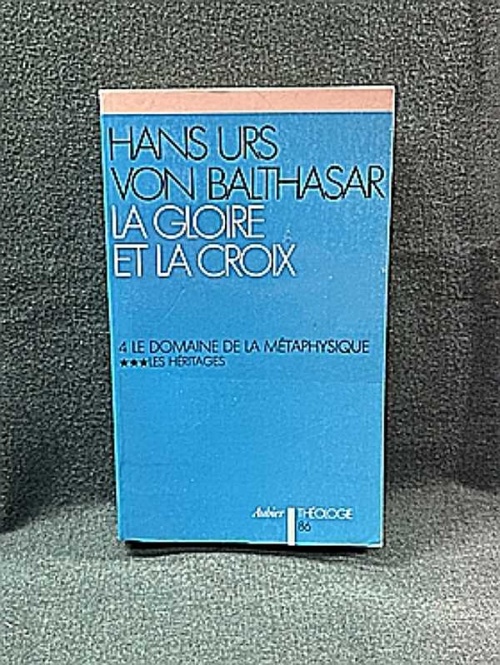 HANS URS
VON BALTHASAR
LA GLOIRE
ET LA CROIX
4 LE DOMAINE DE LA MÉTAPHYSIQUE
★★★LES HÉRITAGES
Aubier THÉOLOGIE
86